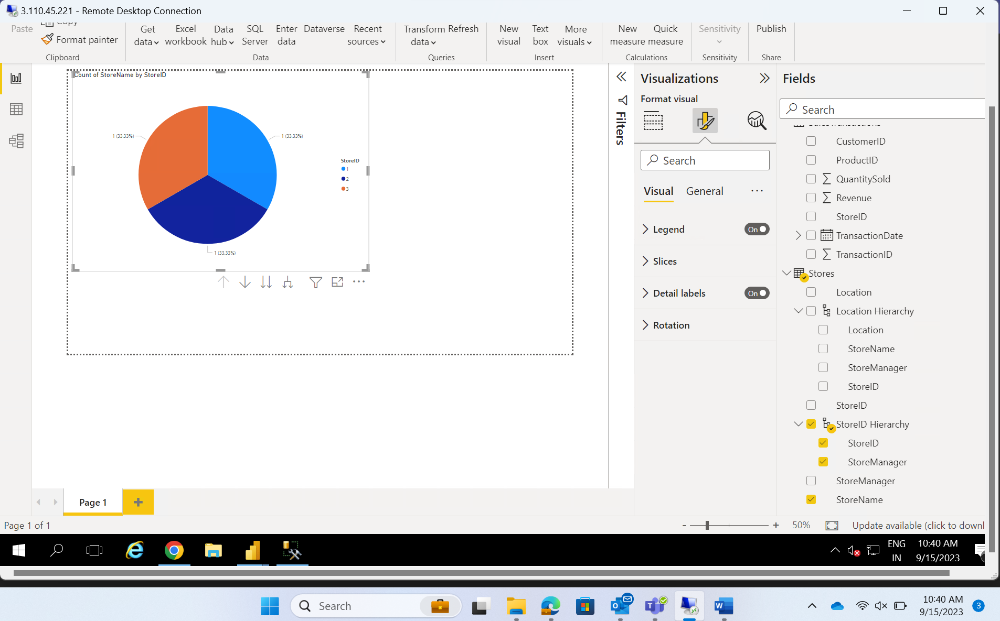 3.110.45.221 - Remote Desktop Connection
Paste
Copy
Format painter
Clipboard
Get data
Excel workbook
Data hub
SQL Server
Enter data
Dataverse
Recent sources
Data
Transform data
Refresh
Queries
New visual
Text box
More visuals
Insert
New measure
Quick measure
Calculations
Sensitivity
Sensitivity
Publish
Share
Count of StoreName by StoreID
1 (33.33%)
1 (33.33%)
1 (33.33%)
StoreID
1
2
3
Filters
Visualizations
Format visual
Search
Visual
General
Legend
On
Slices
Detail labels
On
Rotation
Fields
Search
CustomerID
ProductID
QuantitySold
Revenue
StoreID
TransactionDate
TransactionID
Stores
Location
Location Hierarchy
Location
StoreName
StoreManager
StoreID
StoreID
StoreID Hierarchy
StoreID
StoreManager
StoreManager
StoreName
Page 1
Page 1 of 1
- + 50%
Update available (click to downl
ENG
IN
10:40 AM
9/15/2023
Search
10:40 AM
9/15/2023
3